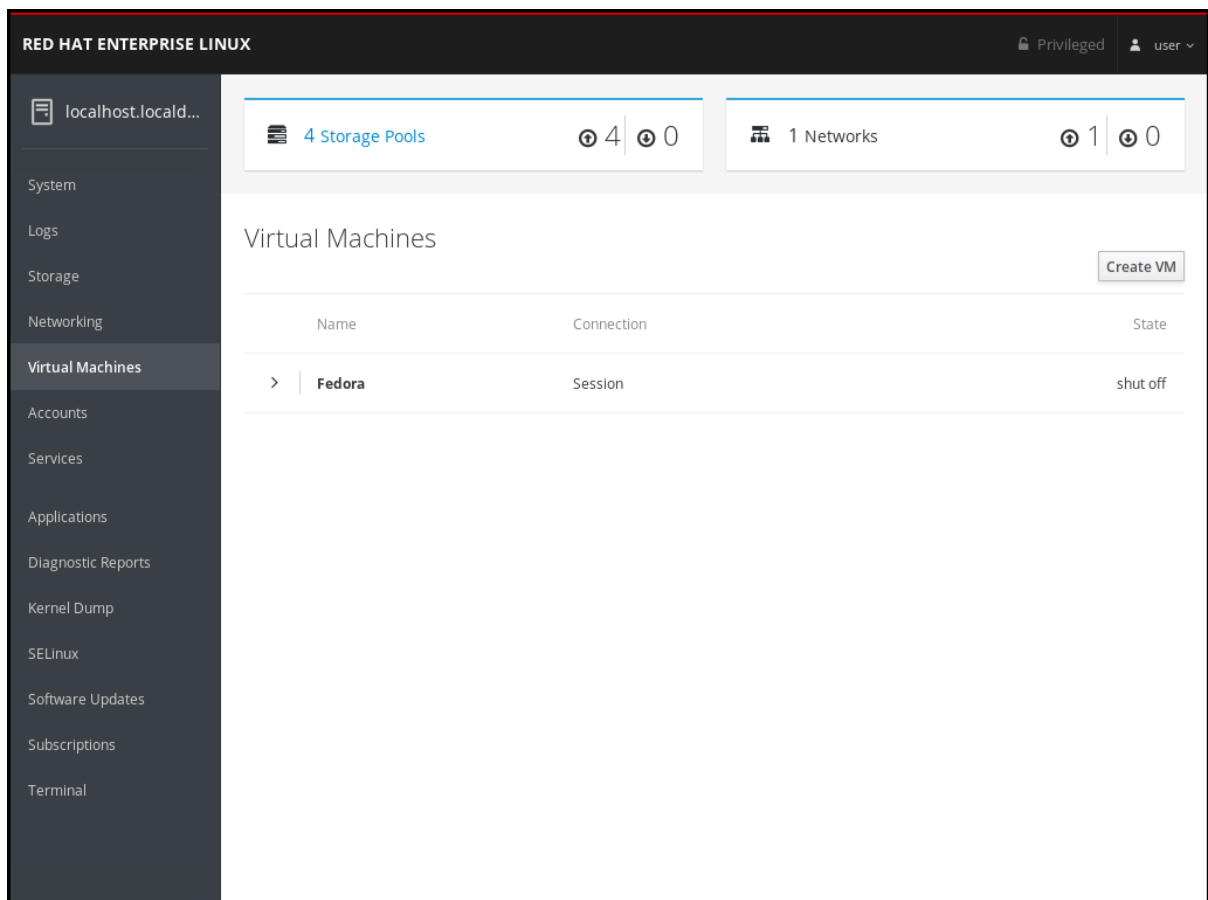 RED HAT ENTERPRISE LINUX
Privileged
user
localhost.locald...
System
Logs
Storage
Networking
Virtual Machines
Accounts
Services
Applications
Diagnostic Reports
Kernel Dump
SELinux
Software Updates
Subscriptions
Terminal
4 Storage Pools 4 0
1 Networks 1 0
Virtual Machines
Create VM
Name Connection State
Fedora Session shut off